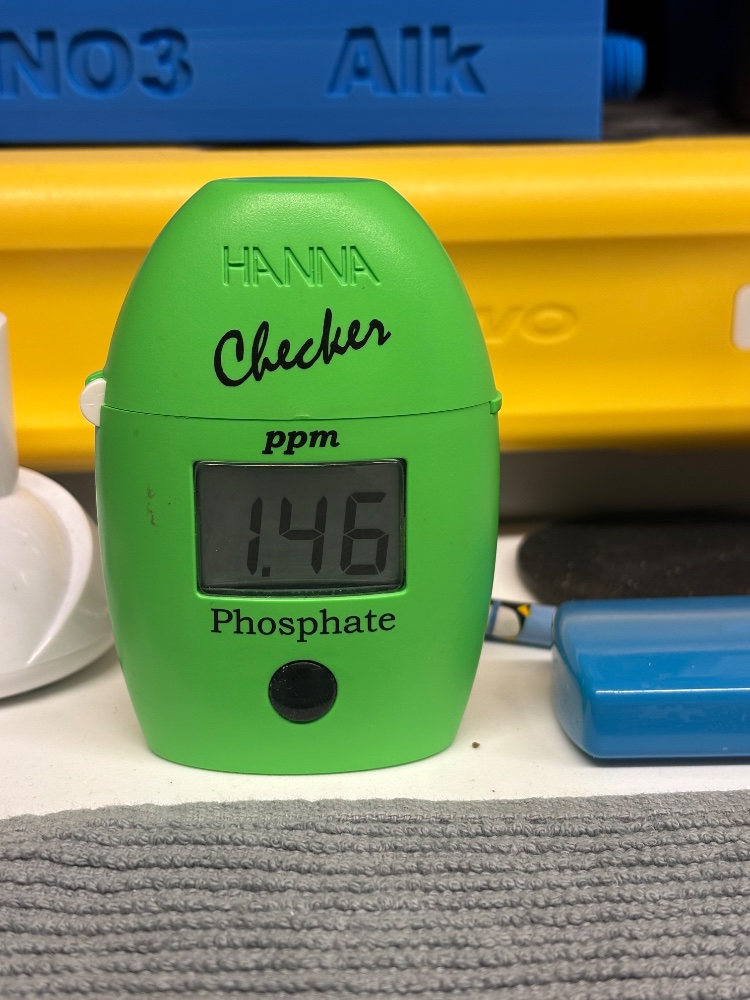 NO3 Alk
HANNA
Checker
ppm
1.46
Phosphate